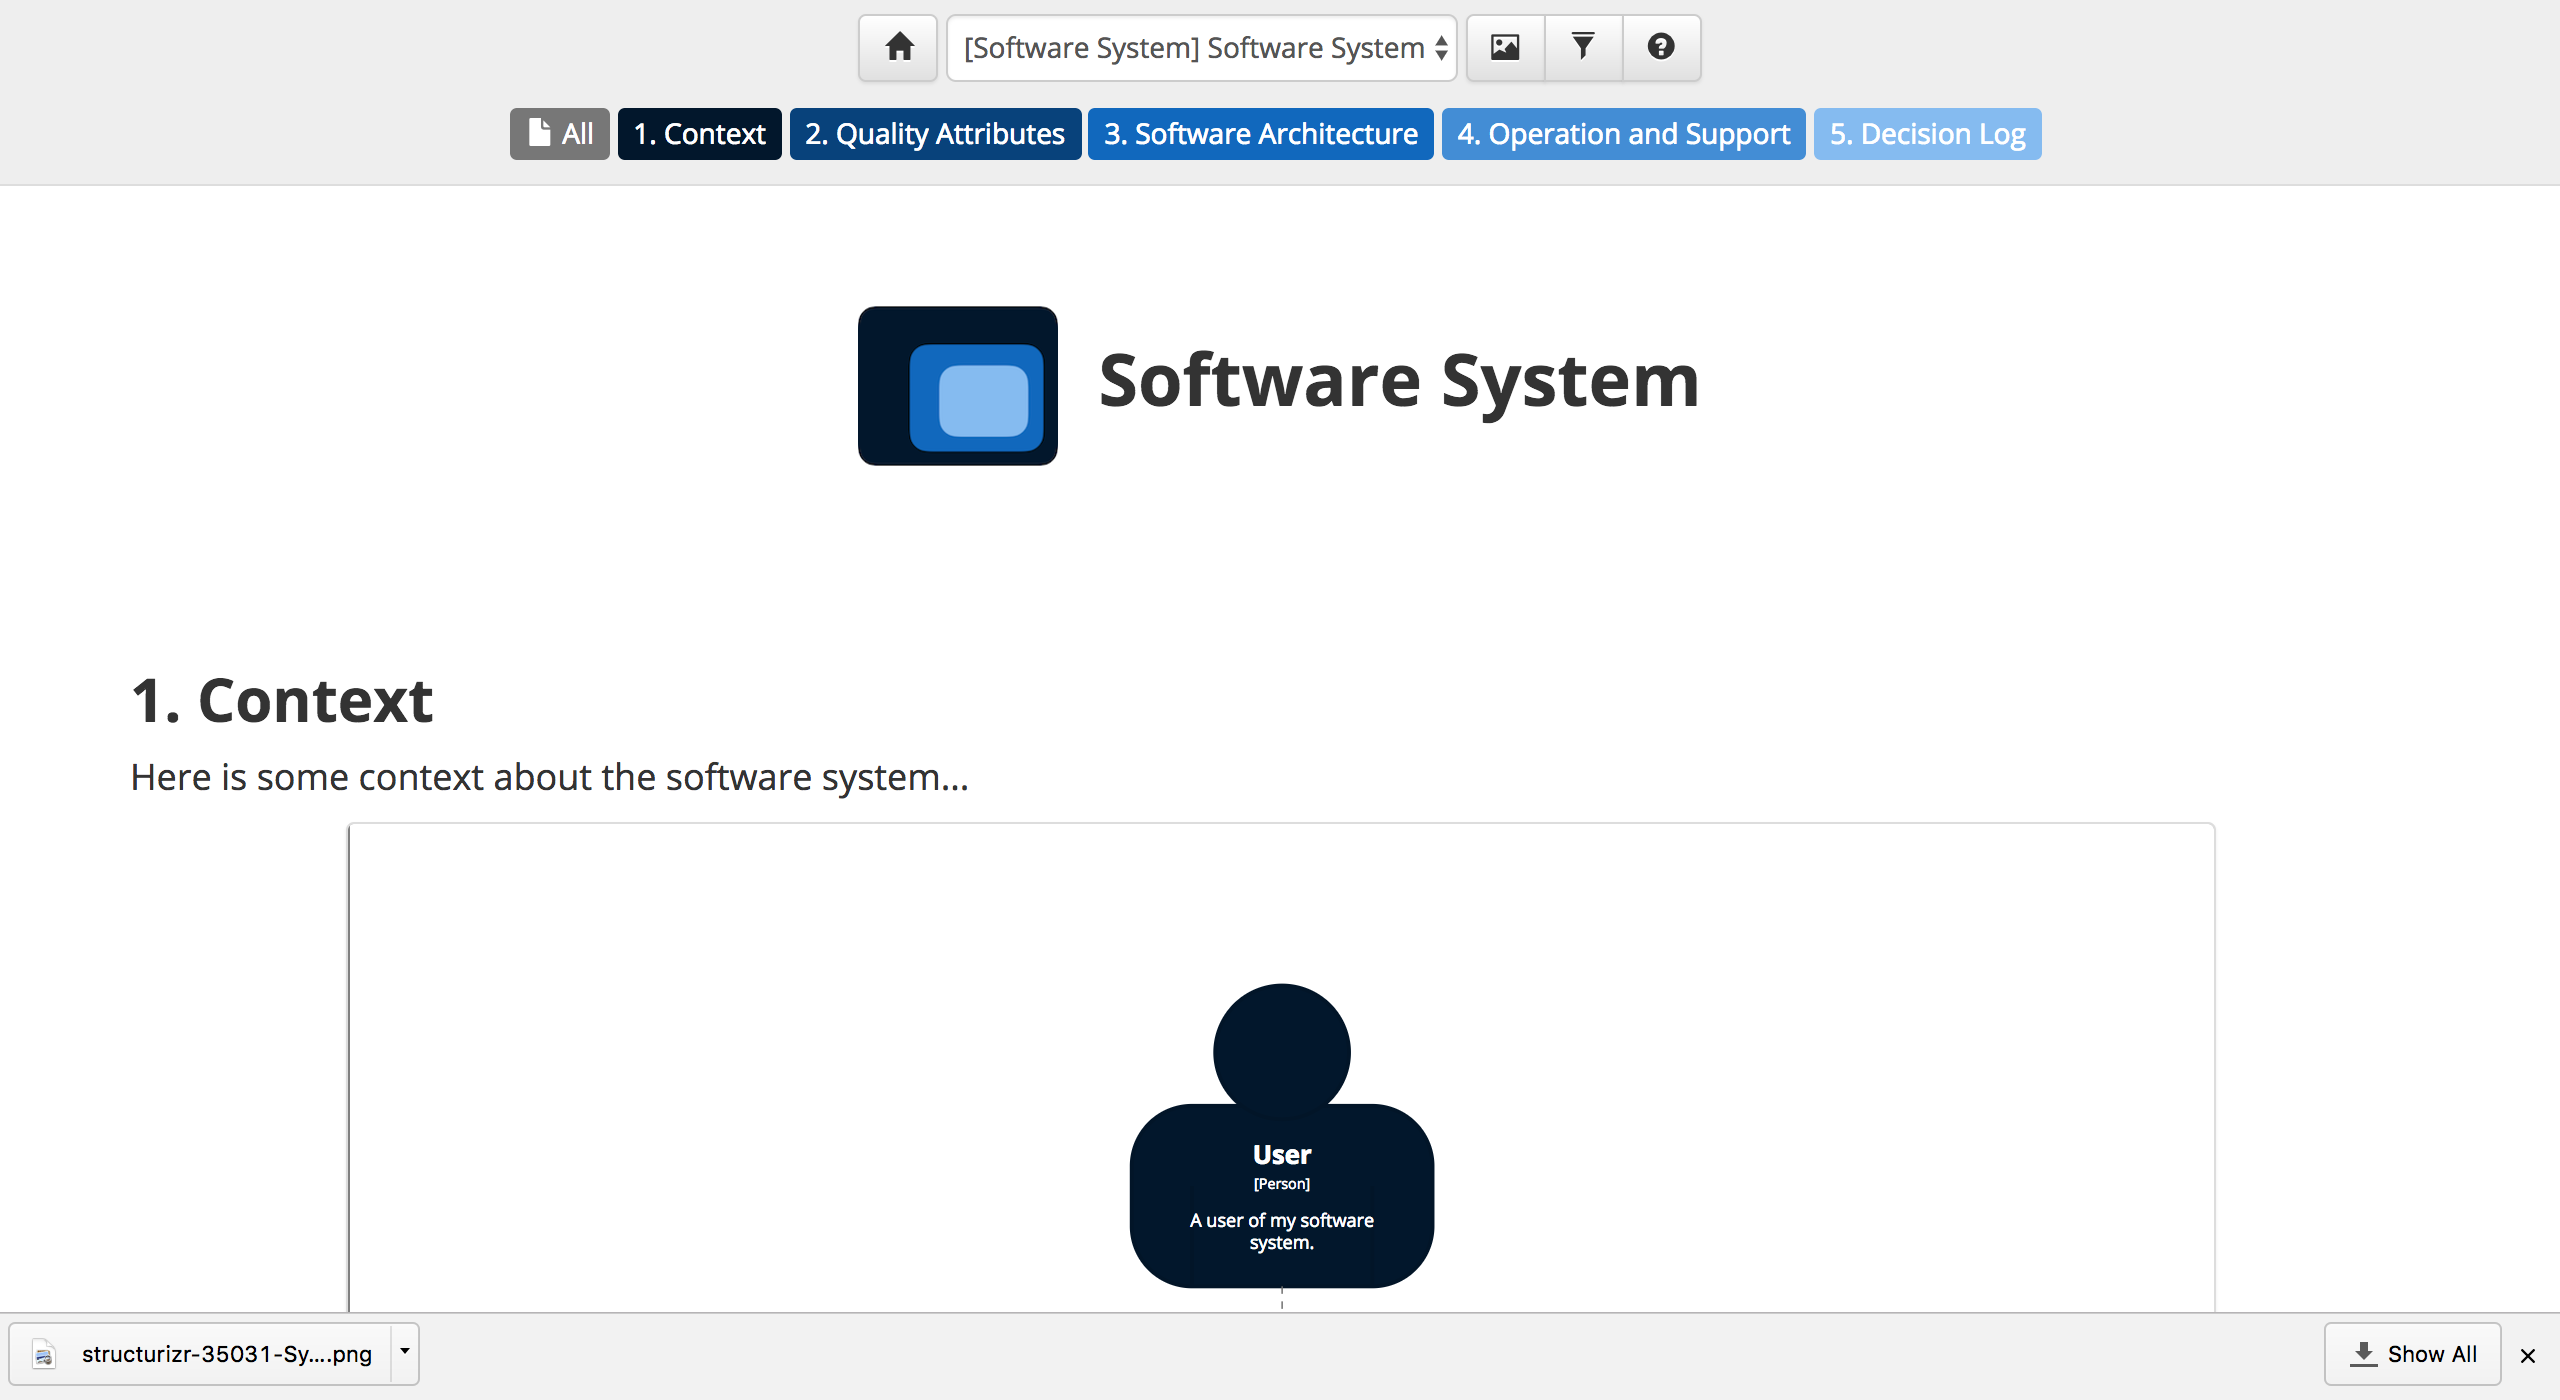 [Software System] Software System
All
1. Context
2. Quality Attributes
3. Software Architecture
4. Operation and Support
5. Decision Log
Software System
1. Context
Here is some context about the software system...
User
[Person]
A user of my software
system.
structurizr-35031-Sy....png
Show All